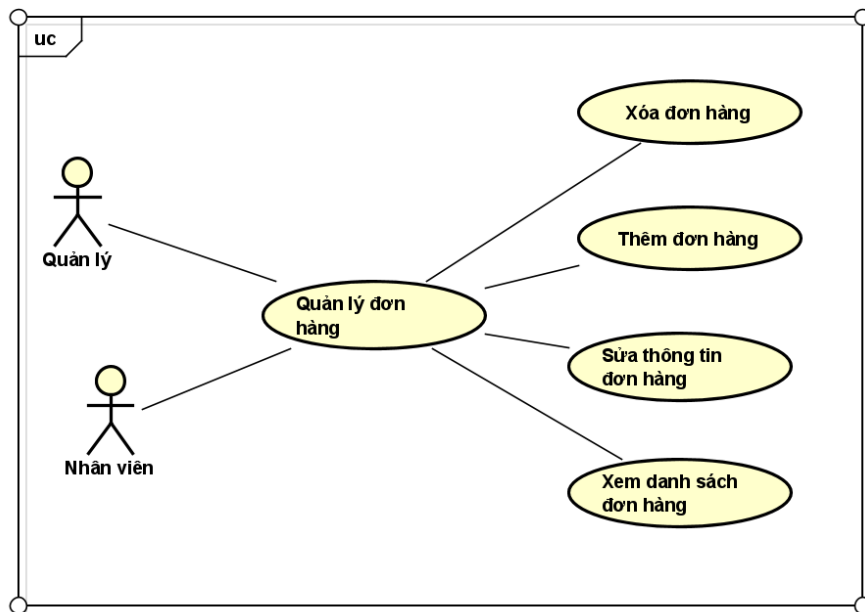 uc
Xóa đơn hàng
Thêm đơn hàng
Quản lý
Quản lý đơn
hàng
Sửa thông tin
đơn hàng
Nhân viên
Xem danh sách
đơn hàng